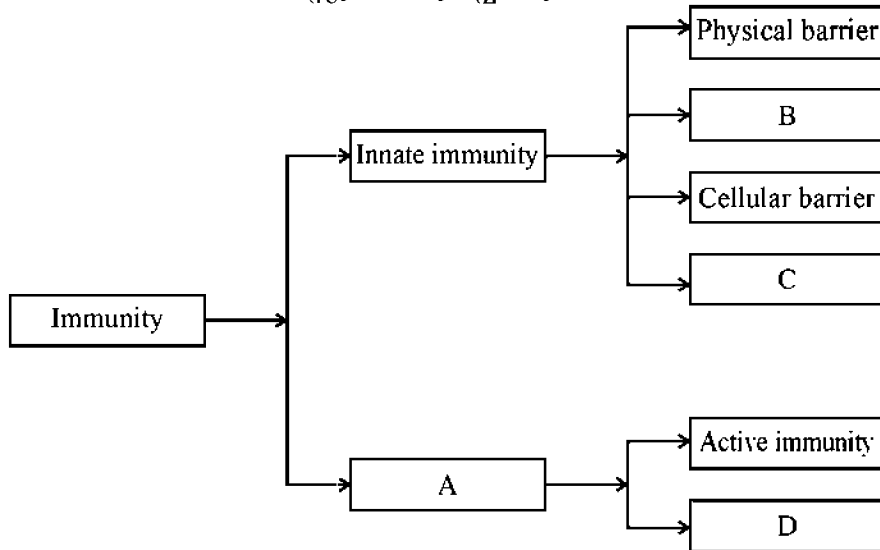 Physical barrier
B
Innate immunity
Cellular barrier
C
Immunity
Active immunity
A
D